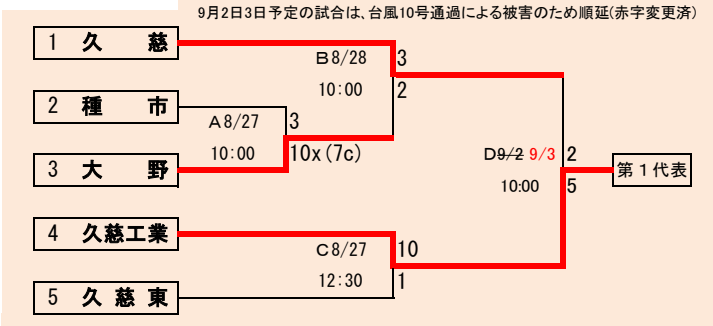 9月2日3日予定の試合は、台風10号通過による被害のため順延(赤字変更済)
1 久 慈
B8/28
10:00
3
2
2 種 市
A8/27
10:00
3
10x(7c)
3 大 野
D9/2 9/3
10:00
2
5
第1代表
4 久慈工業
C8/27
12:30
10
1
5 久 慈 東